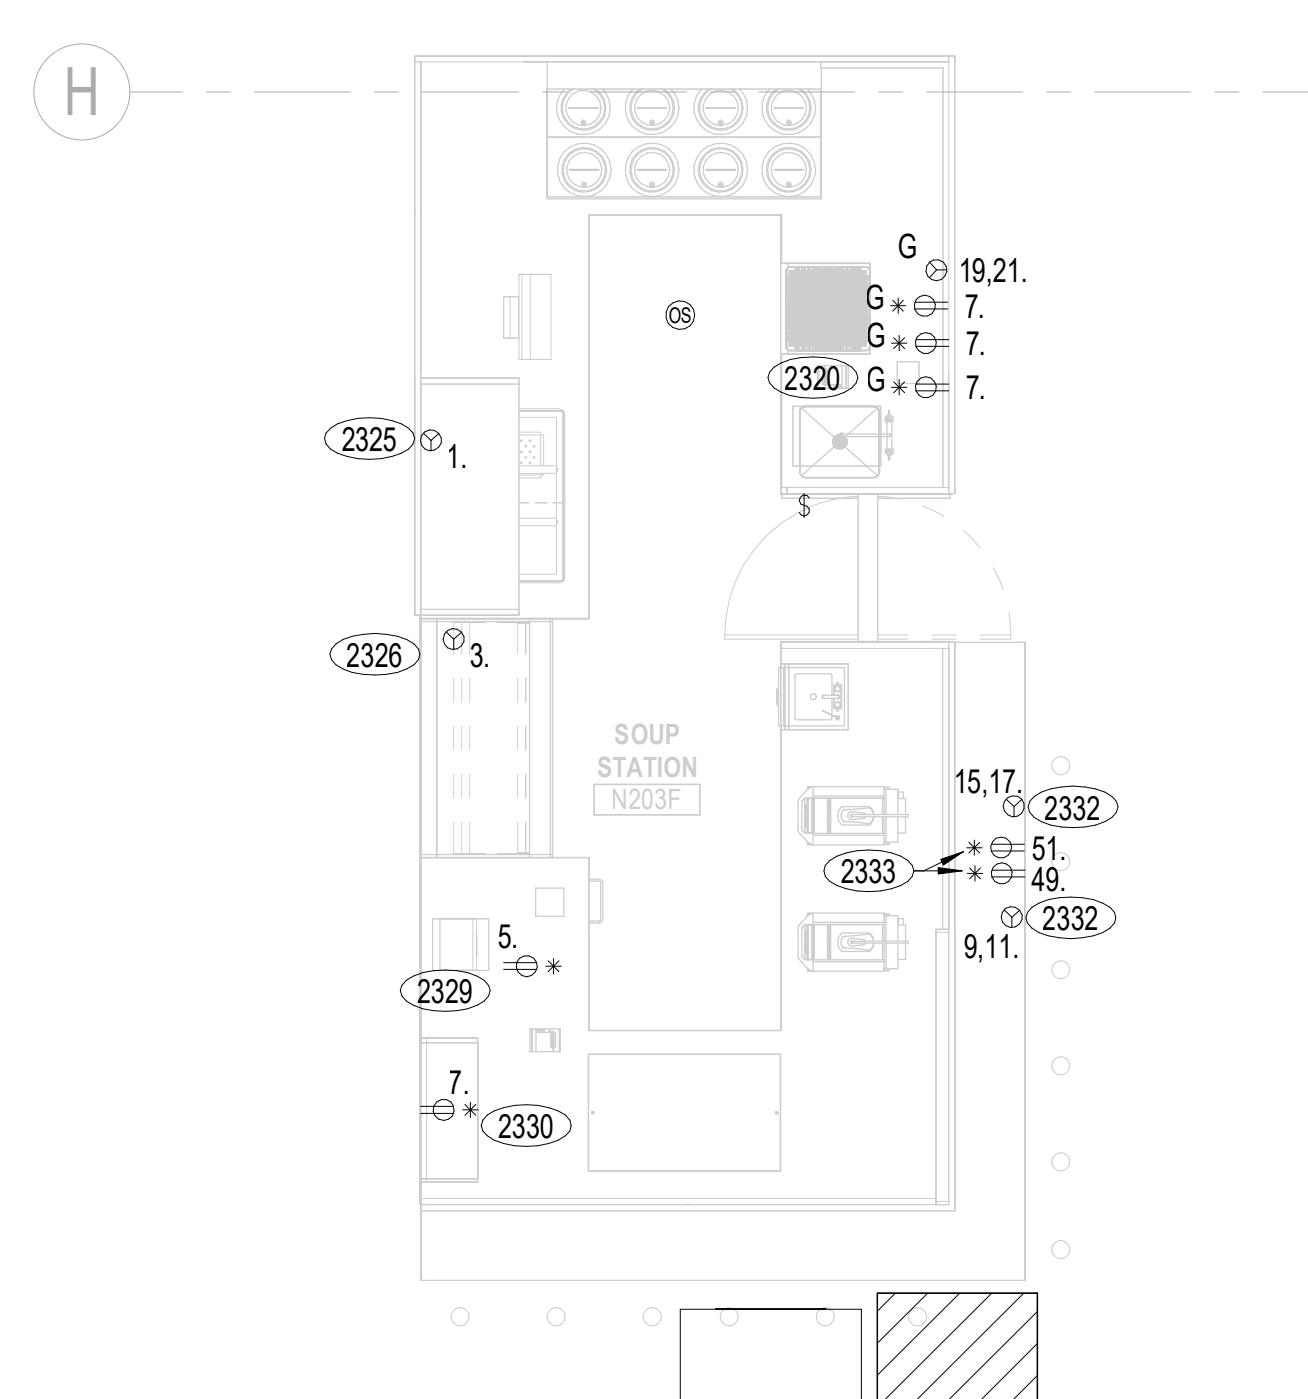 H
G
19,21.
G * 7.
OS
G * 7.
2320
G * 7.
2325
1.
$
2326
3.
SOUP
STATION
N203F
15,17.
2332
* 51.
2333
* 49.
2332
5.
9,11.
*
2329
7.
*
2330